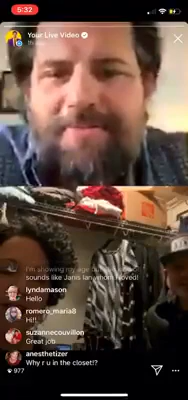 5:32
Your Live Video
1h
I'm showing my age
sounds like Janis Ian whom I loved!
lyndamason
Hello
romero_maria8
Hi!!
suzannecouvillon
Great job
anesthetizer
Why r u in the closet!?
977